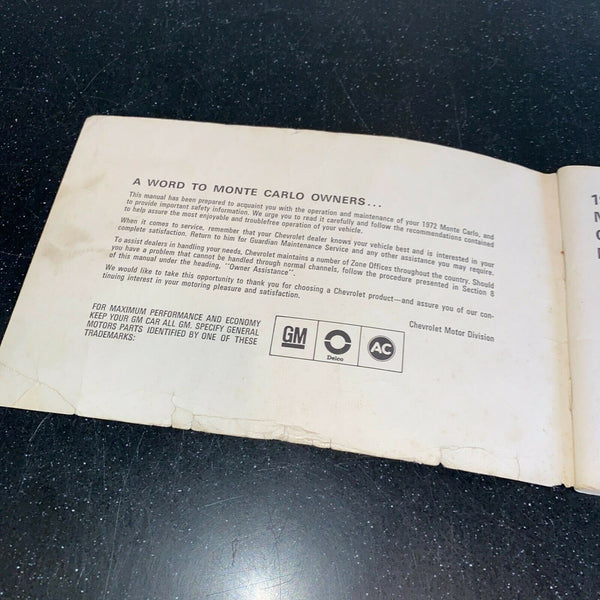 A WORD TO MONTE CARLO OWNERS...
This manual has been prepared to acquaint you with the operation and maintenance of your 1972 Monte Carlo, and
to provide important safety information. We urge you to read it carefully and follow the recommendations contained
to help assure the most enjoyable and troublefree operation of your vehicle.
When it comes to service, remember that your Chevrolet dealer knows your vehicle best and is interested in your
complete satisfaction. Return to him for Guardian Maintenance Service and any other assistance you may require.
To assist dealers in handling your needs, Chevrolet maintains a number of Zone Offices throughout the country. Should
you have a problem that cannot be handled through normal channels, follow the procedure presented in Section 8
of this manual under the heading, "Owner Assistance".
We would like to take this opportunity to thank you for choosing a Chevrolet product—and assure you of our con-
tinuing interest in your motoring pleasure and satisfaction.
Chevrolet Motor Division
FOR MAXIMUM PERFORMANCE AND ECONOMY
KEEP YOUR GM CAR ALL GM. SPECIFY GENERAL
MOTORS PARTS IDENTIFIED BY ONE OF THESE
TRADEMARKS:
GM
Delco
AC